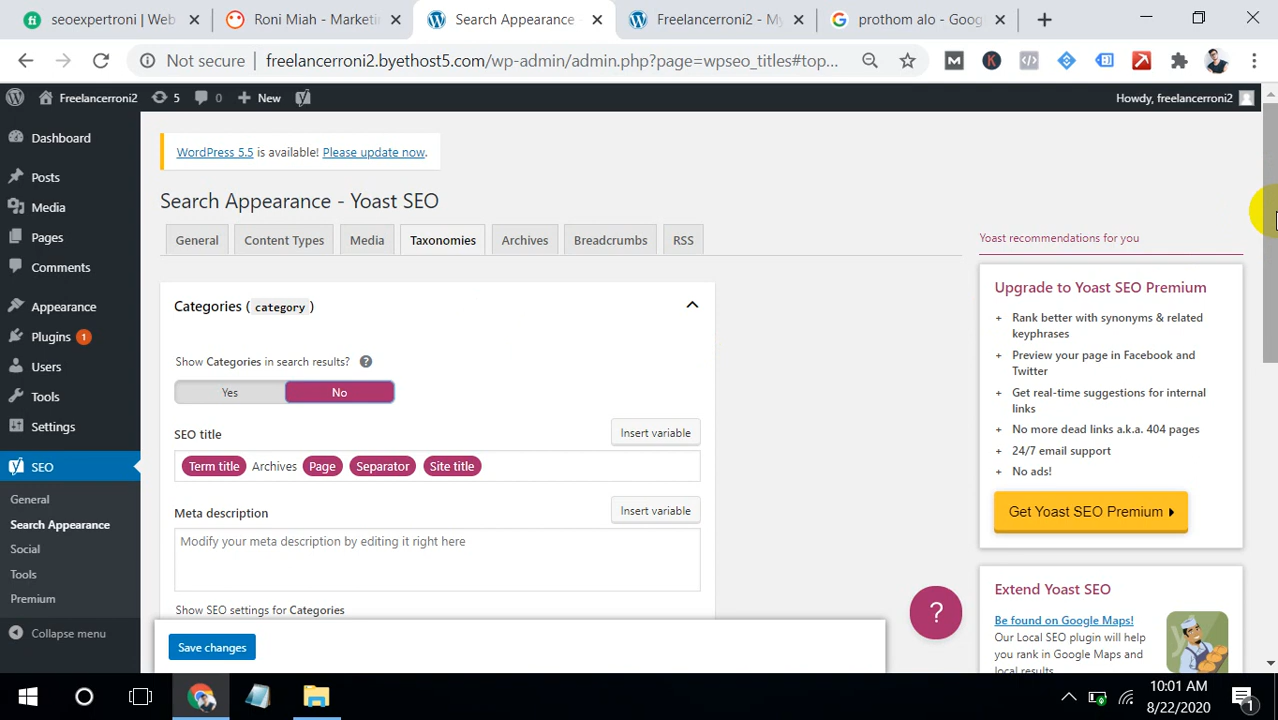 seoexpertroni | Web
Roni Miah - Marketi
Search Appearance -
Freelancerroni2 - My
prothom alo - Goog
Not secure
freelancerroni2.byethost5.com/wp-admin/admin.php?page=wpseo_titles#top...
Freelancerroni2
5
0
New
Howdy, freelancerroni2
Dashboard
Posts
Media
Pages
Comments
Appearance
Plugins 1
Users
Tools
Settings
SEO
General
Search Appearance
Social
Tools
Premium
Collapse menu
WordPress 5.5 is available! Please update now.
Search Appearance - Yoast SEO
General
Content Types
Media
Taxonomies
Archives
Breadcrumbs
RSS
Categories ( category )
Show Categories in search results? ?
Yes
No
SEO title
Insert variable
Term title Archives Page Separator Site title
Meta description
Insert variable
Modify your meta description by editing it right here
Show SEO settings for Categories
Save changes
?
Yoast recommendations for you
Upgrade to Yoast SEO Premium
+ Rank better with synonyms & related
keyphrases
+ Preview your page in Facebook and
Twitter
+ Get real-time suggestions for internal
links
+ No more dead links a.k.a. 404 pages
+ 24/7 email support
+ No ads!
Get Yoast SEO Premium
Extend Yoast SEO
Be found on Google Maps!
Our Local SEO plugin will help
you rank in Google Maps and
local results.
10:01 AM
8/22/2020
1